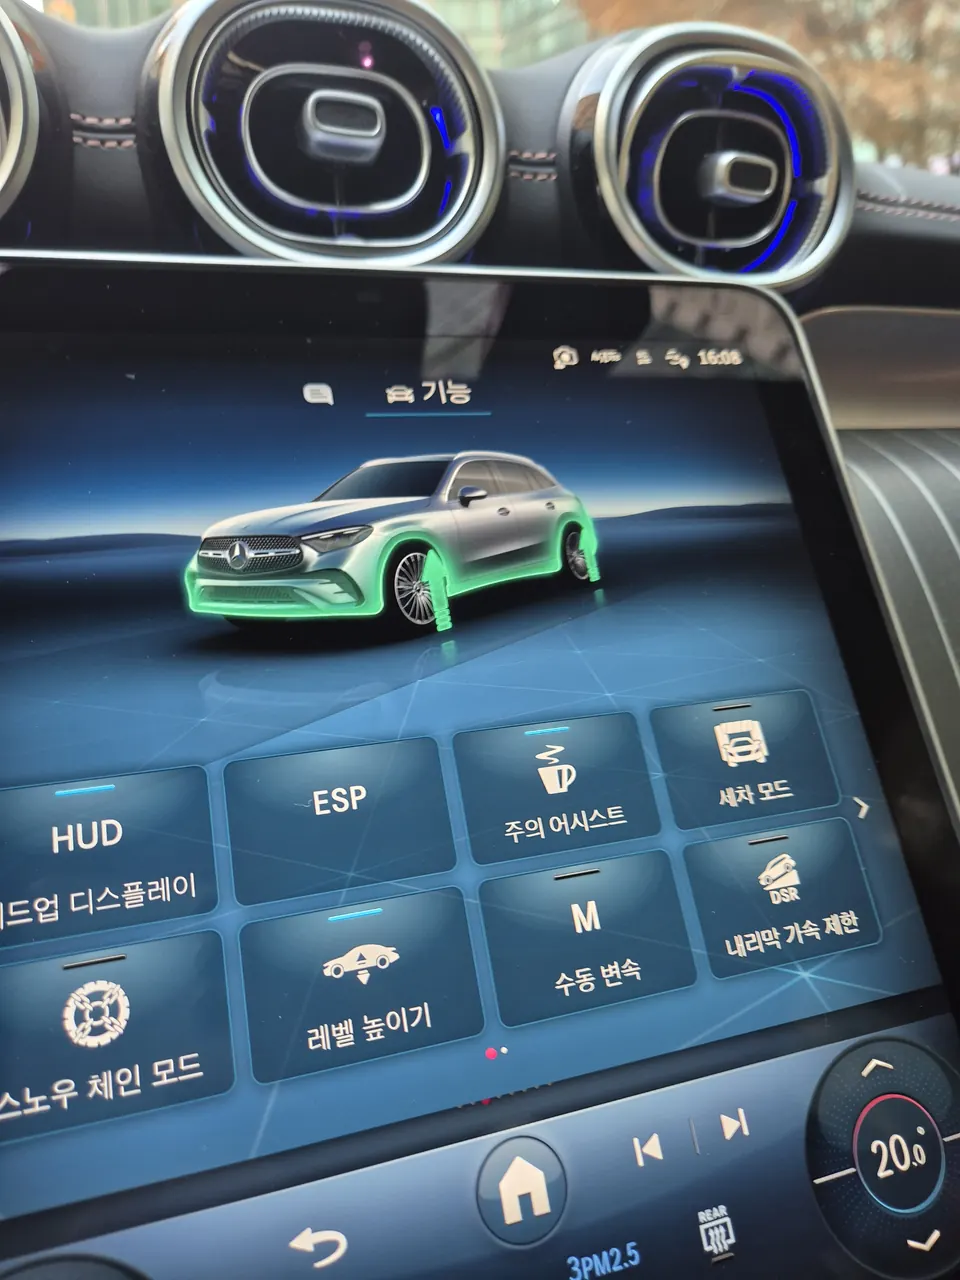 16:08
기능
HUD
드업 디스플레이
ESP
주의 어시스트
세차 모드
스노우 체인 모드
레벨 높이기
M
수동 변속
DSR
내리막 가속 제한
20.0°
REAR
3PM2.5